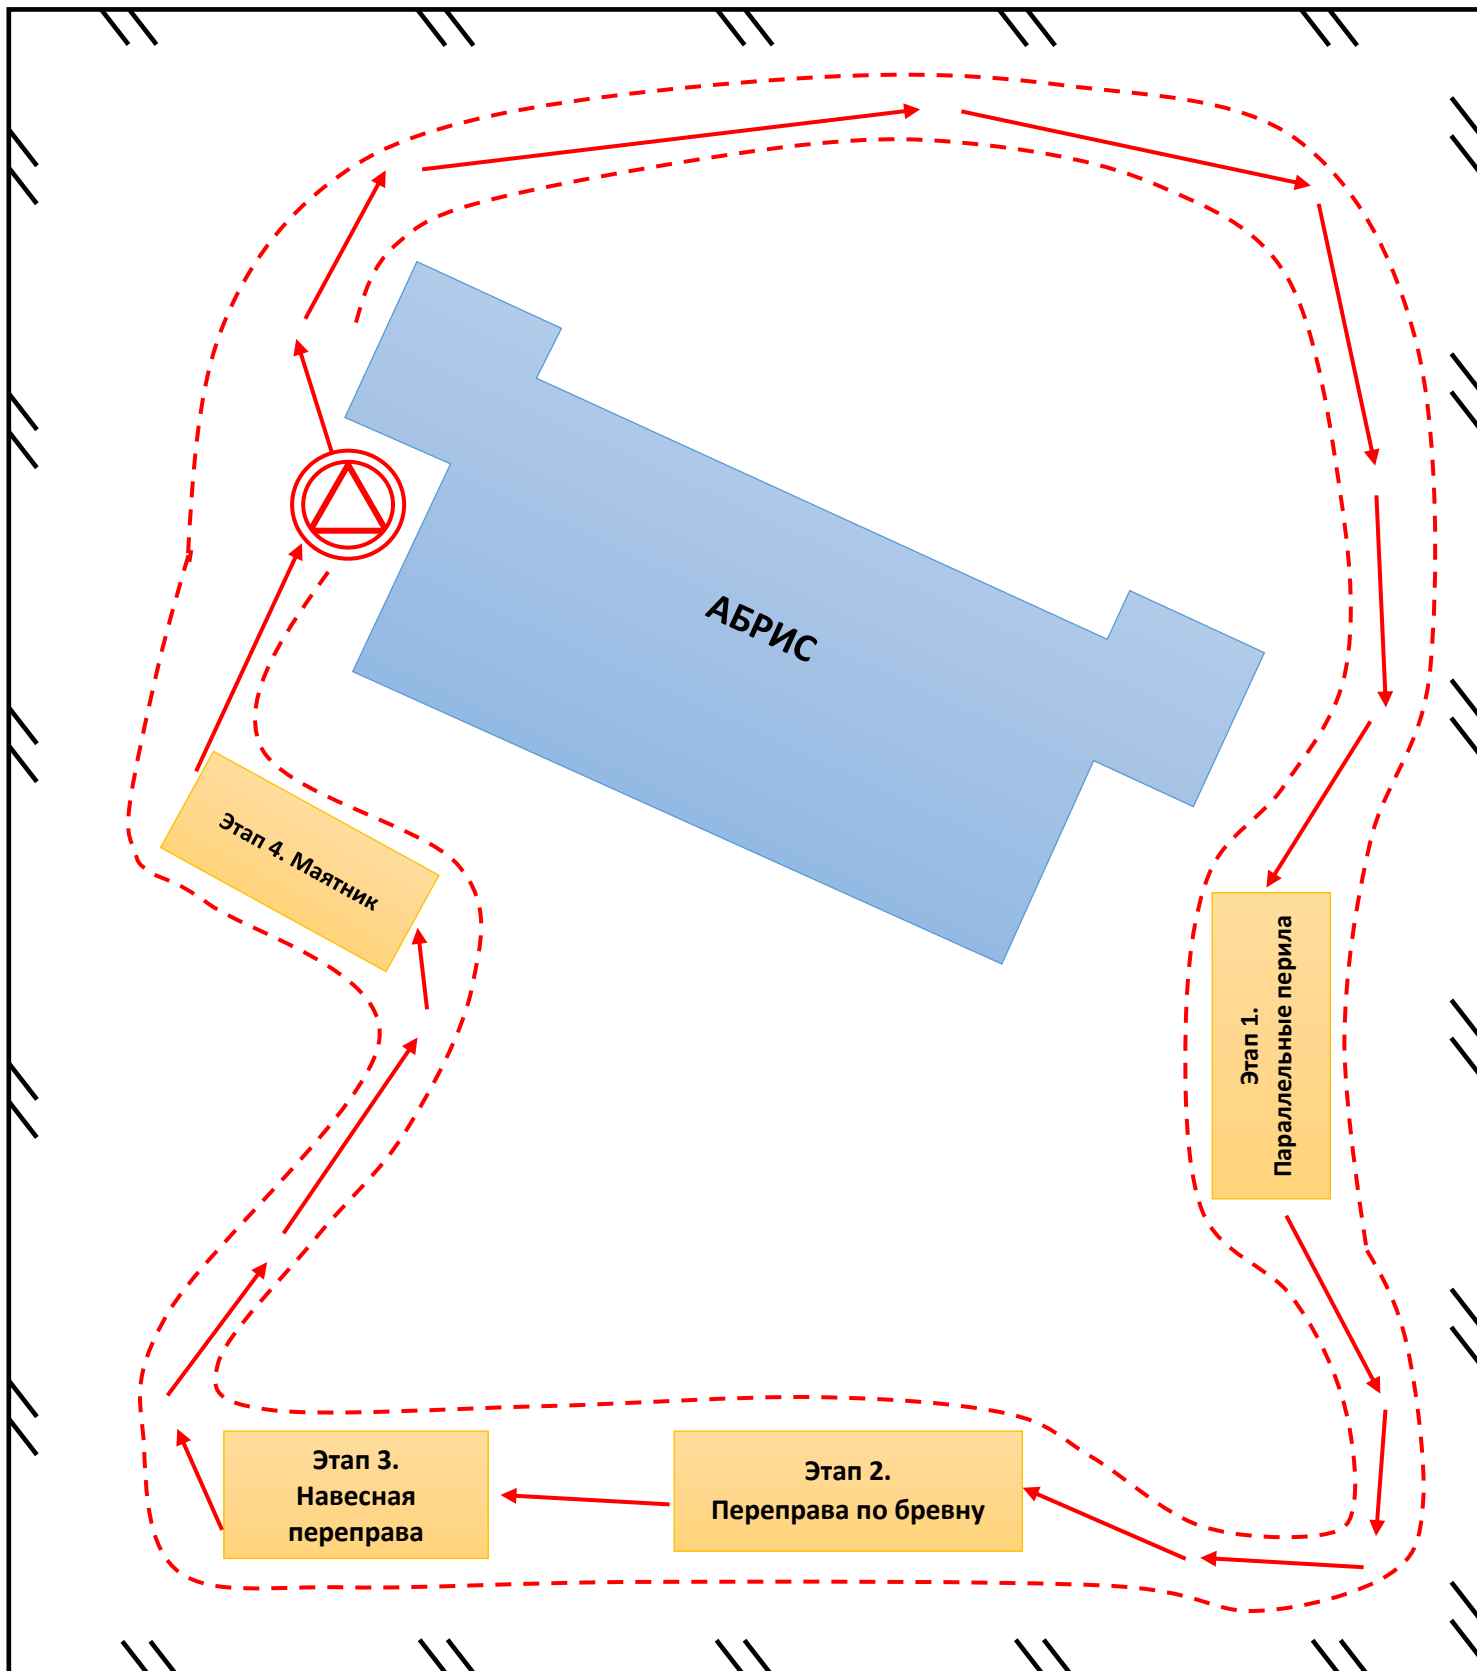 АБРИС
Этап 4. Маятник
Этап 1.
Параллельные перила
Этап 3.
Навесная
переправа
Этап 2.
Переправа по бревну